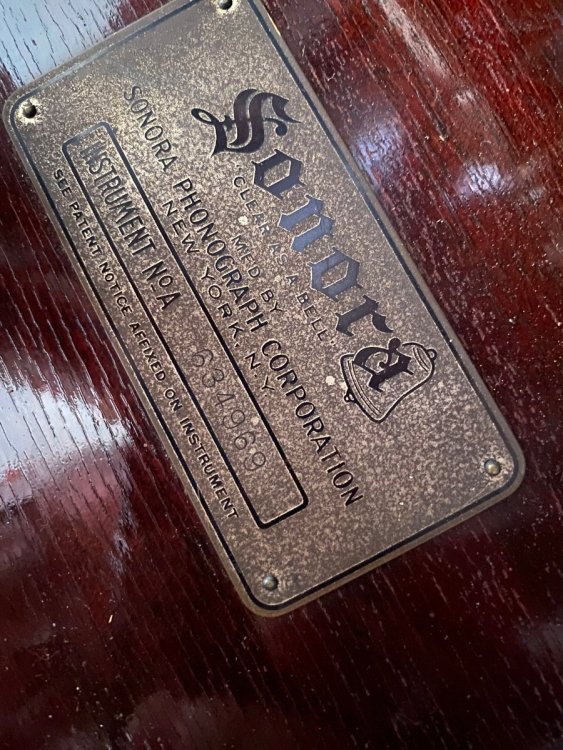 Sonora
CLEAR AS A BELL.
M'F'D BY
SONORA PHONOGRAPH CORPORATION
NEW YORK, N.Y.
INSTRUMENT No. A 634969
SEE PATENT NOTICE AFFIXED ON INSTRUMENT